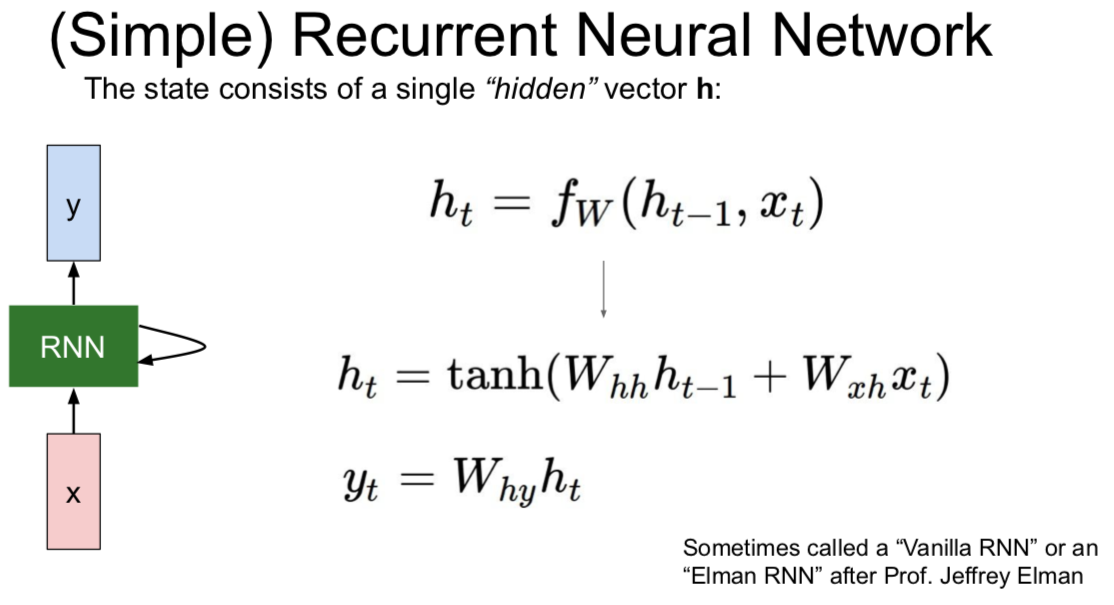 (Simple) Recurrent Neural Network
The state consists of a single “hidden” vector h:
y
RNN
x
h_t = f_W(h_{t−1}, x_t)
h_t = tanh(W_{hh}h_{t−1} + W_{xh}x_t)
y_t = W_{hy}h_t
Sometimes called a “Vanilla RNN” or an
“Elman RNN” after Prof. Jeffrey Elman